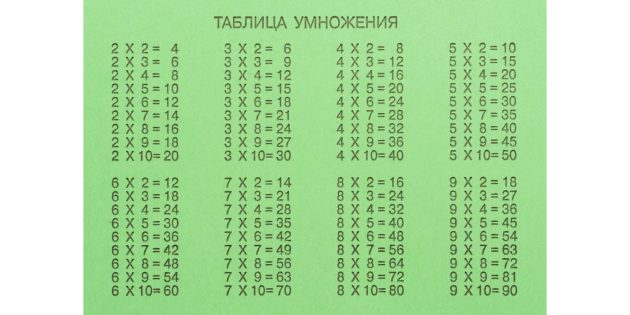 ТАБЛИЦА УМНОЖЕНИЯ
2 X 2 = 4 3 X 2 = 6 4 X 2 = 8 5 X 2 = 10
2 X 3 = 6 3 X 3 = 9 4 X 3 = 12 5 X 3 = 15
2 X 4 = 8 3 X 4 = 12 4 X 4 = 16 5 X 4 = 20
2 X 5 = 10 3 X 5 = 15 4 X 5 = 20 5 X 5 = 25
2 X 6 = 12 3 X 6 = 18 4 X 6 = 24 5 X 6 = 30
2 X 7 = 14 3 X 7 = 21 4 X 7 = 28 5 X 7 = 35
2 X 8 = 16 3 X 8 = 24 4 X 8 = 32 5 X 8 = 40
2 X 9 = 18 3 X 9 = 27 4 X 9 = 36 5 X 9 = 45
2 X 10 = 20 3 X 10 = 30 4 X 10 = 40 5 X 10 = 50
6 X 2 = 12 7 X 2 = 14 8 X 2 = 16 9 X 2 = 18
6 X 3 = 18 7 X 3 = 21 8 X 3 = 24 9 X 3 = 27
6 X 4 = 24 7 X 4 = 28 8 X 4 = 32 9 X 4 = 36
6 X 5 = 30 7 X 5 = 35 8 X 5 = 40 9 X 5 = 45
6 X 6 = 36 7 X 6 = 42 8 X 6 = 48 9 X 6 = 54
6 X 7 = 42 7 X 7 = 49 8 X 7 = 56 9 X 7 = 63
6 X 8 = 48 7 X 8 = 56 8 X 8 = 64 9 X 8 = 72
6 X 9 = 54 7 X 9 = 63 8 X 9 = 72 9 X 9 = 81
6 X 10 = 60 7 X 10 = 70 8 X 10 = 80 9 X 10 = 90